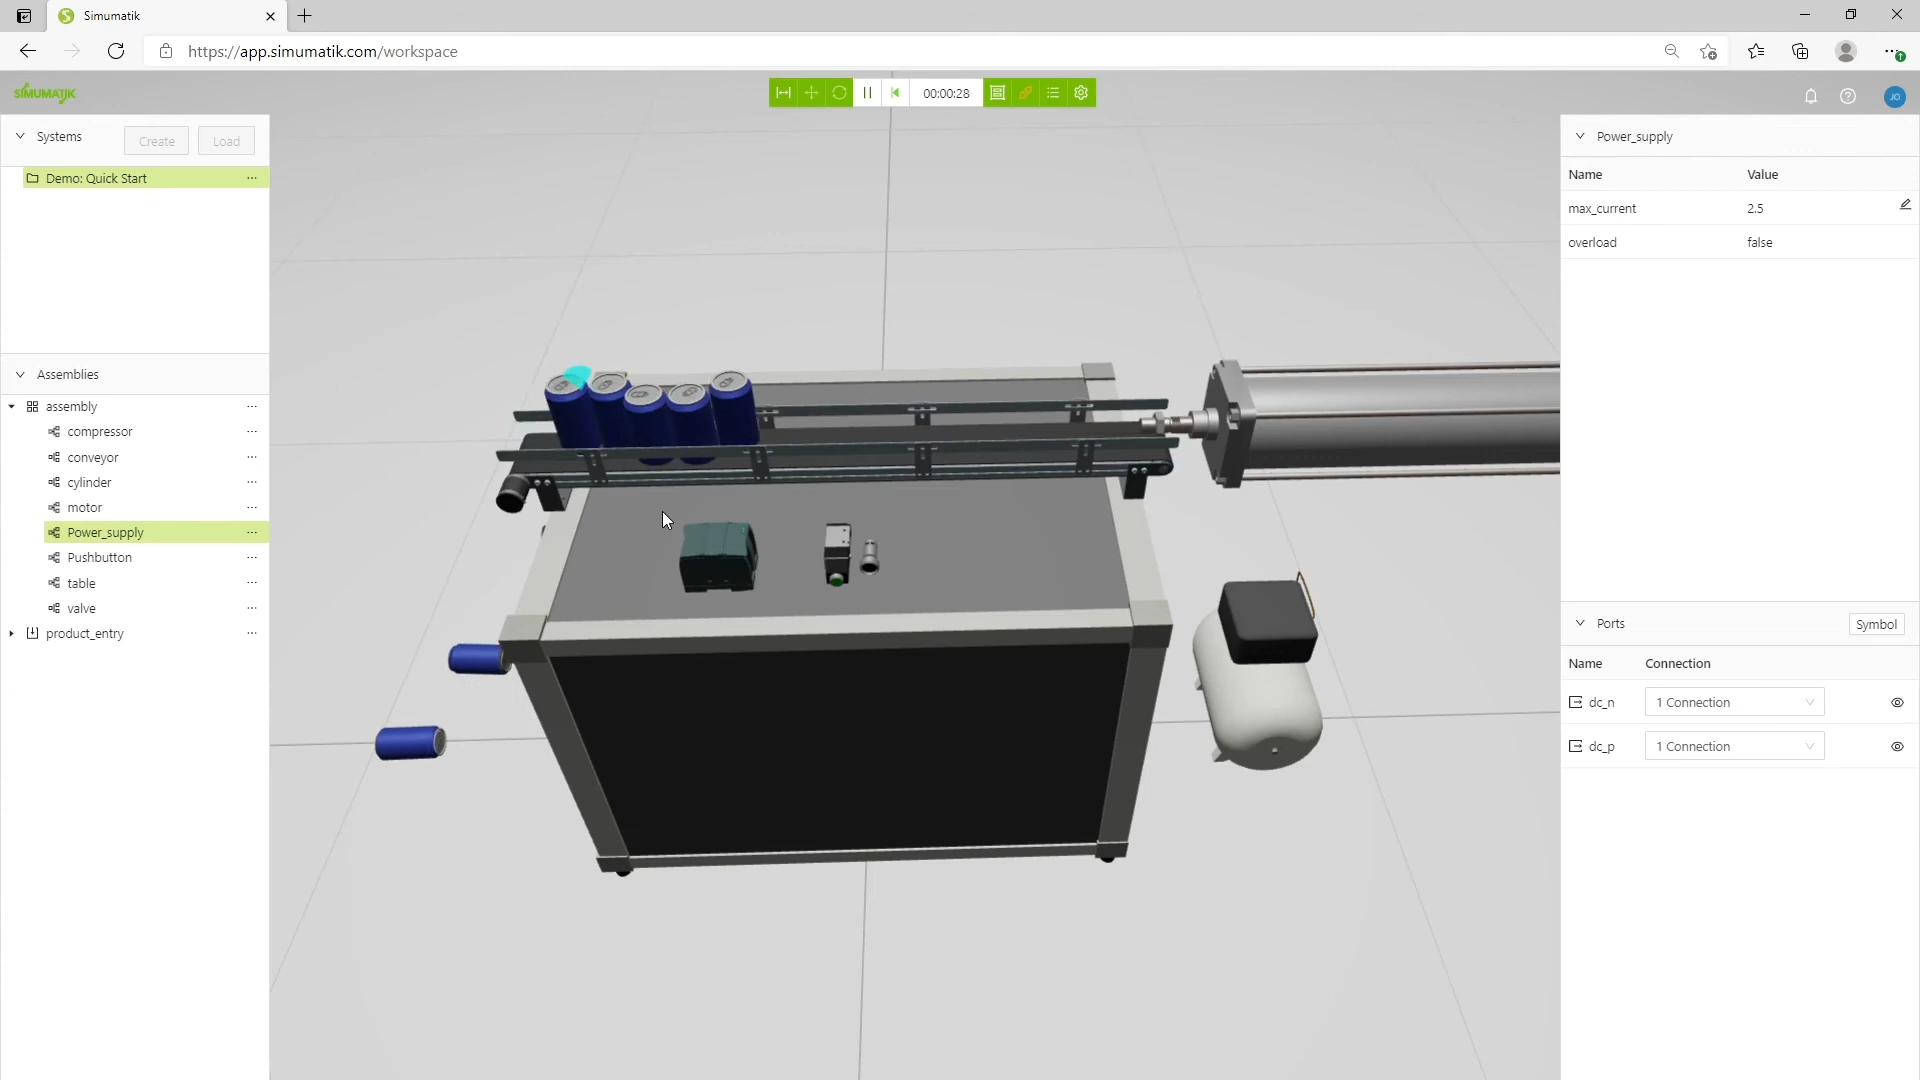 Simumatik
https://app.simumatik.com/workspace
SIMUMATIK
00:00:28
JO
Systems
Create
Load
Demo: Quick Start
Assemblies
assembly
compressor
conveyor
cylinder
motor
Power_supply
Pushbutton
table
valve
product_entry
Power_supply
Name Value
max_current 2.5
overload false
Ports Symbol
Name Connection
dc_n 1 Connection
dc_p 1 Connection